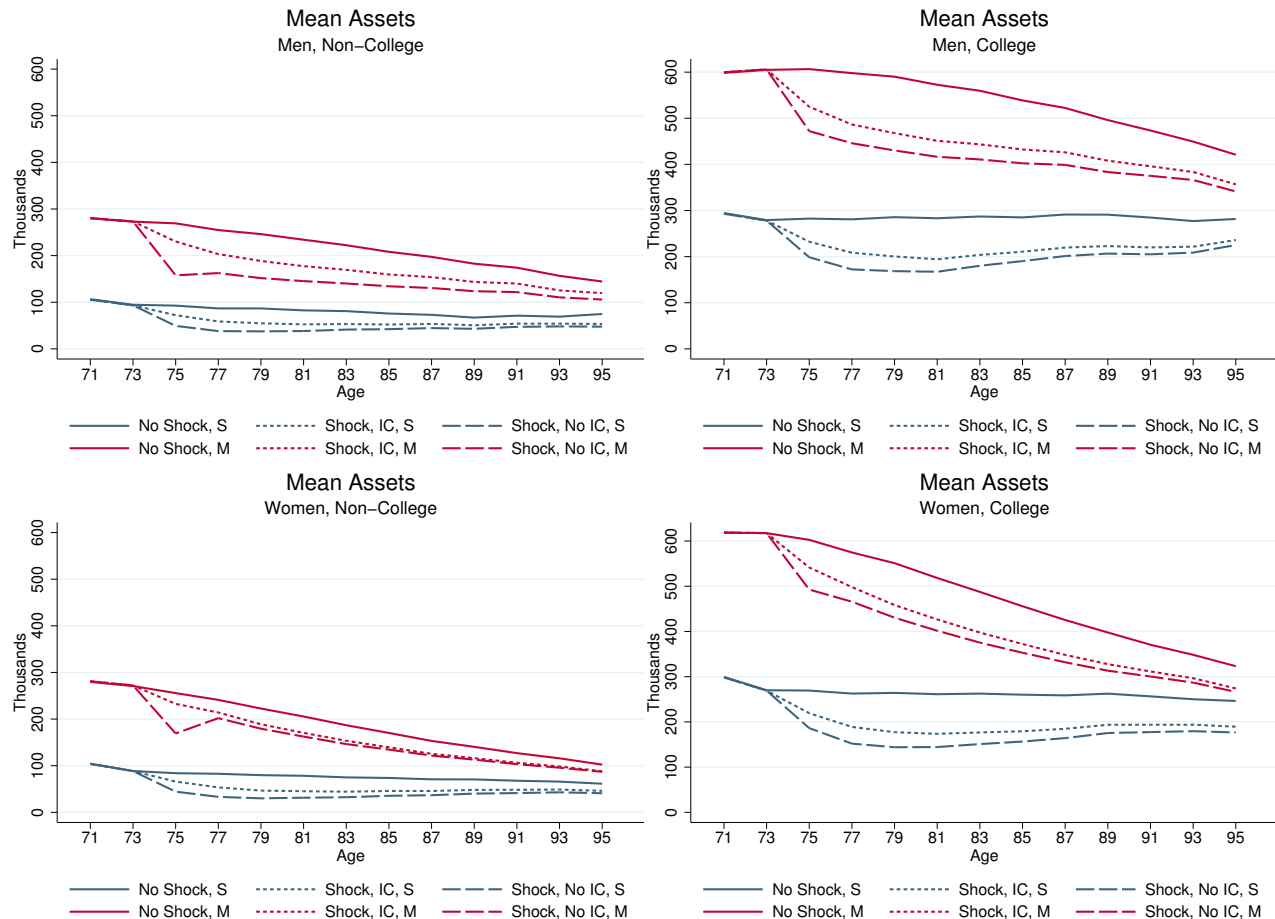 Mean Assets
Men, Non−College
Thousands
600
500
400
300
200
100
0
71 73 75 77 79 81 83 85 87 89 91 93 95
Age
No Shock, S Shock, IC, S Shock, No IC, S
No Shock, M Shock, IC, M Shock, No IC, M
Mean Assets
Men, College
Thousands
600
500
400
300
200
100
0
71 73 75 77 79 81 83 85 87 89 91 93 95
Age
No Shock, S Shock, IC, S Shock, No IC, S
No Shock, M Shock, IC, M Shock, No IC, M
Mean Assets
Women, Non−College
Thousands
600
500
400
300
200
100
0
71 73 75 77 79 81 83 85 87 89 91 93 95
Age
No Shock, S Shock, IC, S Shock, No IC, S
No Shock, M Shock, IC, M Shock, No IC, M
Mean Assets
Women, College
Thousands
600
500
400
300
200
100
0
71 73 75 77 79 81 83 85 87 89 91 93 95
Age
No Shock, S Shock, IC, S Shock, No IC, S
No Shock, M Shock, IC, M Shock, No IC, M